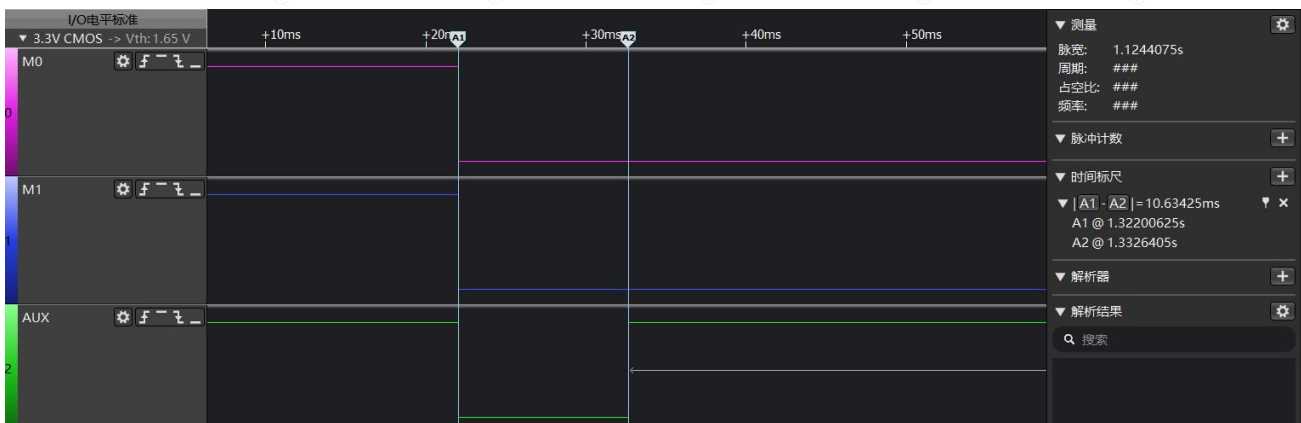 I/O电平标准
▼ 3.3V CMOS -> Vth: 1.65 V
+10ms
A1
A2
+40ms
+50ms
M0
0
M1
1
AUX
2
▼ 测量
脉宽: 1.1244075s
周期: ###
占空比: ###
频率: ###
▼ 脉冲计数
▼ 时间标尺
▼ |A1 - A2|=10.63425ms
A1 @ 1.32200625s
A2 @ 1.3326405s
▼ 解析器
▼ 解析结果
搜索